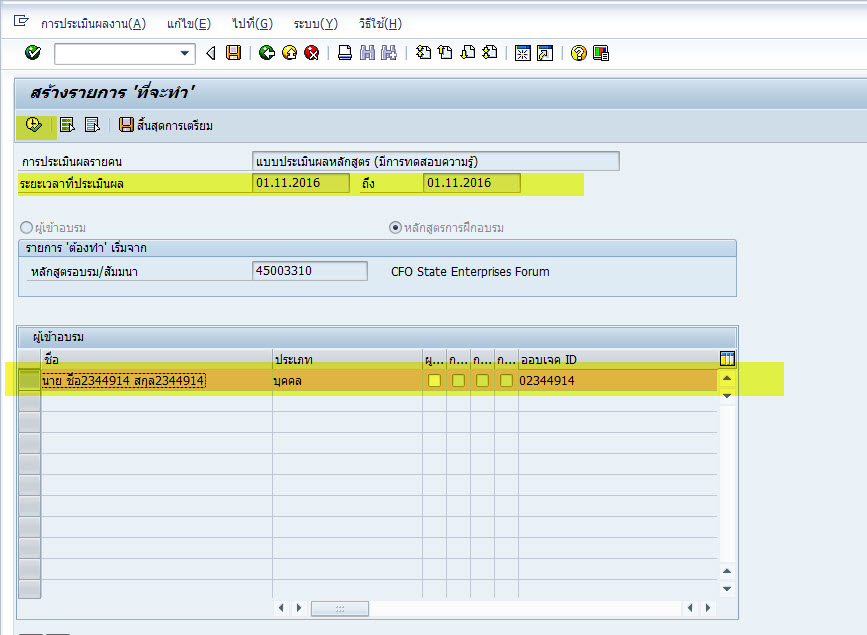 การประเมินผลงาน(A) แก้ไข(E) ไปที่(G) ระบบ(Y) วิธีใช้(H)
สร้างรายการ 'ที่จะทำ'
สิ้นสุดการเตรียม
การประเมินผลรายคน แบบประเมินผลหลักสูตร (มีการทดสอบความรู้)
ระยะเวลาที่ประเมินผล 01.11.2016 ถึง 01.11.2016
ผู้เข้าอบรม หลักสูตรการฝึกอบรม
รายการ 'ต้องทำ' เริ่มจาก
หลักสูตรอบรม/สัมมนา 45003310 CFO State Enterprises Forum
ผู้เข้าอบรม
ชื่อ ประเภท ผู... ก... ก... ก... ออบเจค ID
นาย ชื่อ2344914 สกุล2344914 บุคคล 02344914